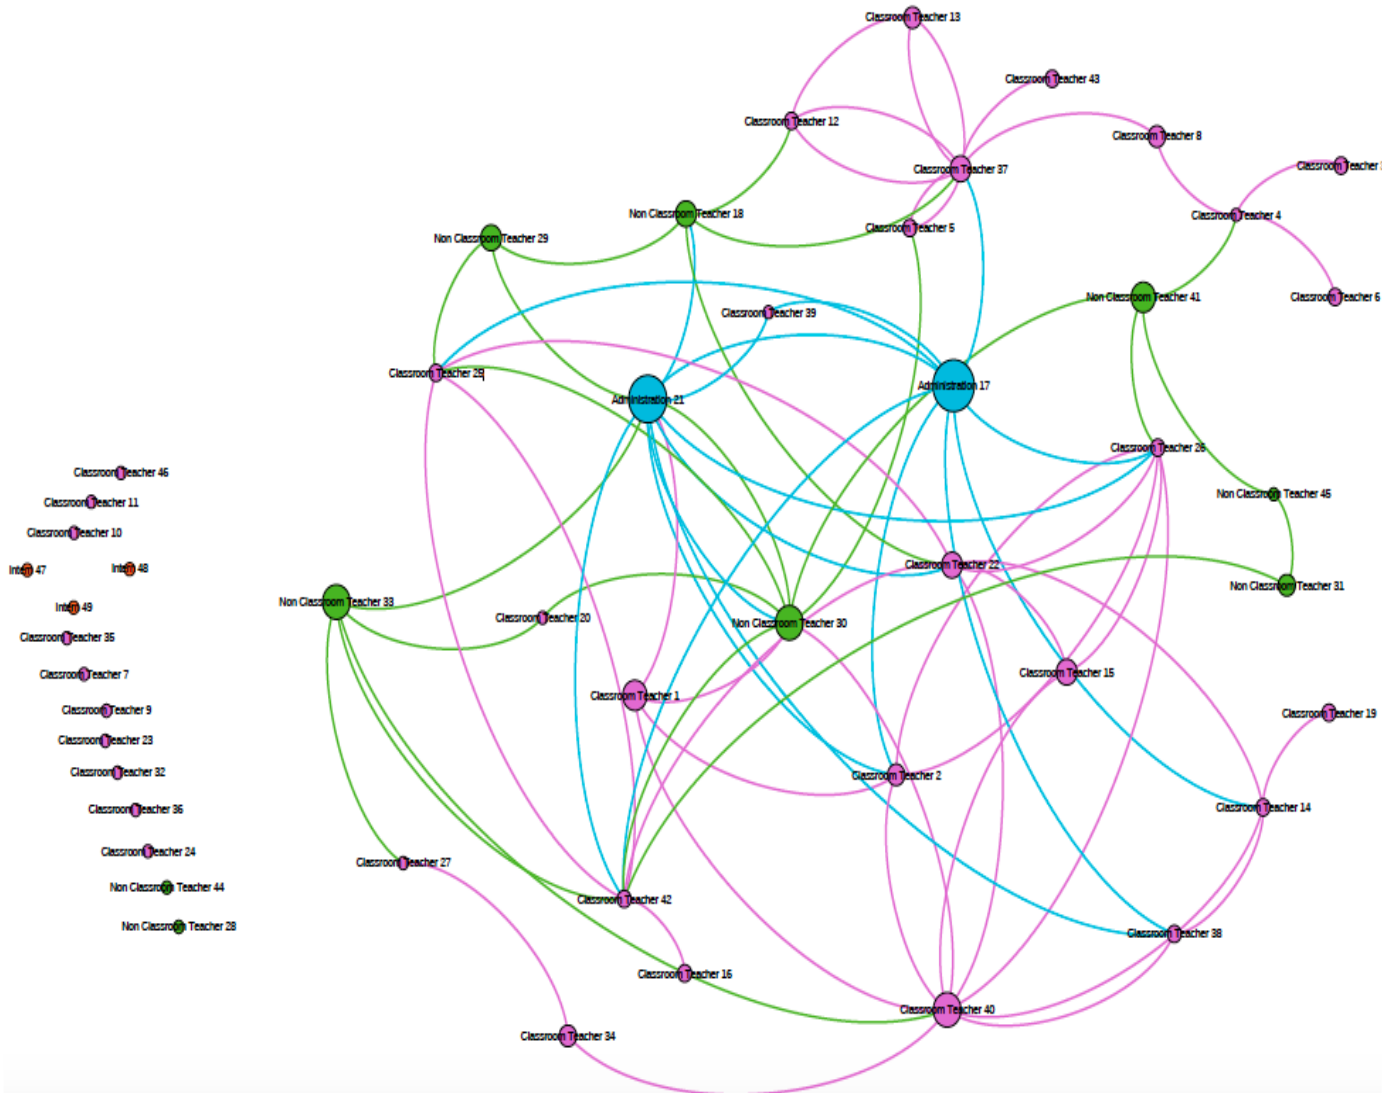 Classroom Teacher 13
Classroom Teacher 43
Classroom Teacher 12
Classroom Teacher 8
Classroom Teacher 37
Classroom Teacher
Non Classroom Teacher 18
Classroom Teacher 4
Classroom Teacher 5
Non Classroom Teacher 29
Non Classroom Teacher 41
Classroom Teacher 6
Classroom Teacher 39
Classroom Teacher 25
Administration 17
Administration 21
Classroom Teacher 26
Classroom Teacher 46
Non Classroom Teacher 45
Classroom Teacher 11
Classroom Teacher 10
Classroom Teacher 22
Intern 47
Intern 48
Non Classroom Teacher 31
Non Classroom Teacher 33
Intern 49
Classroom Teacher 20
Non Classroom Teacher 30
Classroom Teacher 35
Classroom Teacher 7
Classroom Teacher 15
Classroom Teacher 1
Classroom Teacher 9
Classroom Teacher 19
Classroom Teacher 23
Classroom Teacher 32
Classroom Teacher 2
Classroom Teacher 36
Classroom Teacher 14
Classroom Teacher 24
Classroom Teacher 27
Non Classroom Teacher 44
Classroom Teacher 42
Non Classroom Teacher 28
Classroom Teacher 38
Classroom Teacher 16
Classroom Teacher 40
Classroom Teacher 34